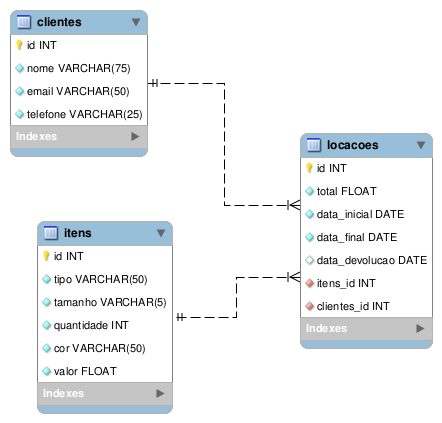 clientes
id INT
nome VARCHAR(75)
email VARCHAR(50)
telefone VARCHAR(25)
Indexes
locacoes
id INT
total FLOAT
data_inicial DATE
data_final DATE
data_devolucao DATE
itens_id INT
clientes_id INT
Indexes
itens
id INT
tipo VARCHAR(50)
tamanho VARCHAR(5)
quantidade INT
cor VARCHAR(50)
valor FLOAT
Indexes